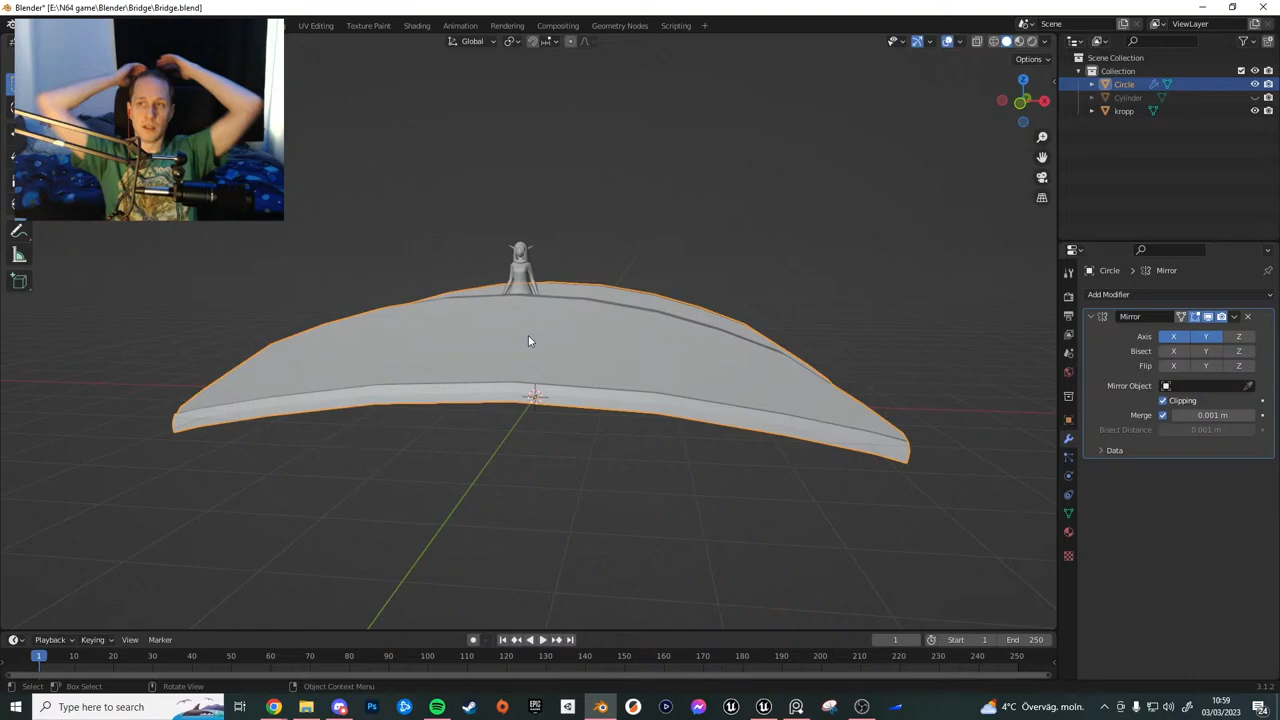 Blender* [E:\N64 game\Blender\Bridge\Bridge.blend]
UV Editing Texture Paint Shading Animation Rendering Compositing Geometry Nodes Scripting + Scene ViewLayer
Global
Options
Z
X
Scene Collection
Collection
Circle
Cylinder
kropp
Circle > Mirror
Add Modifier
Mirror
Axis X Y Z
Bisect X Y Z
Flip X Y Z
Mirror Object
Clipping
Merge 0.001 m
Bisect Distance 0.001 m
Data
Playback Keying View Marker 1 Start 1 End 250
1 10 20 30 40 50 60 70 80 90 100 110 120 130 140 150 160 170 180 190 200 210 220 230 240 250
Select Box Select Rotate View Object Context Menu 3.1.2
Type here to search 4°C Överväg. moln. 10:59
03/03/2023